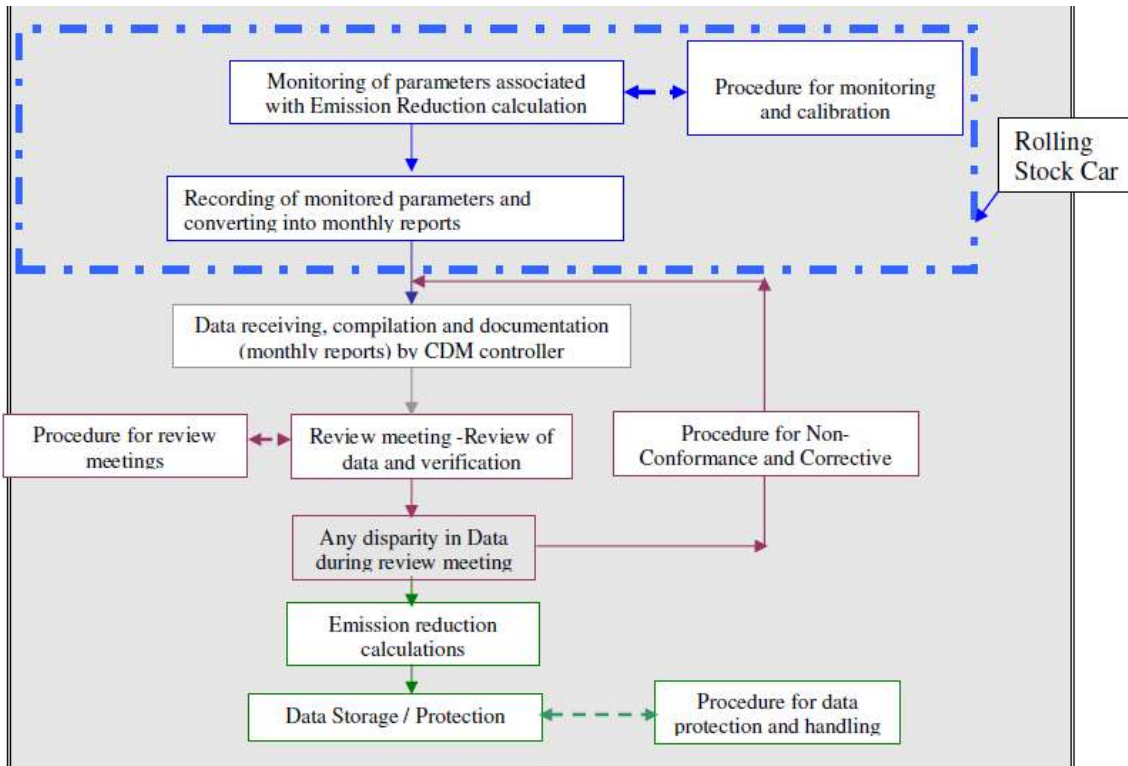 Monitoring of parameters associated
with Emission Reduction calculation
Procedure for monitoring
and calibration
Rolling
Stock Car
Recording of monitored parameters and
converting into monthly reports
Data receiving, compilation and documentation
(monthly reports) by CDM controller
Procedure for review
meetings
Review meeting -Review of
data and verification
Procedure for Non-
Conformance and Corrective
Any disparity in Data
during review meeting
Emission reduction
calculations
Data Storage / Protection
Procedure for data
protection and handling